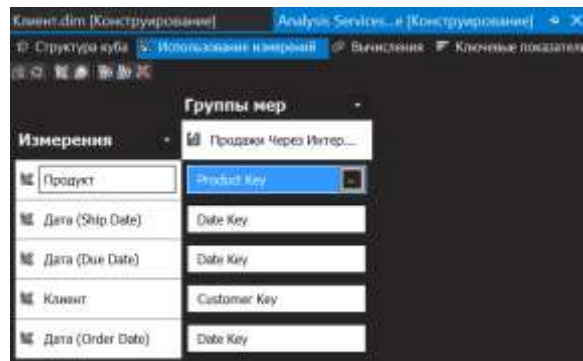 Клиент.dim [Конструирование] Analysis Services...e [Конструирование]
Структура куба Использование измерений Вычисления Ключевые показатели
Группы мер
Измерения Продажи Через Интер...
Продукт Product Key
Дата (Ship Date) Date Key
Дата (Due Date) Date Key
Клиент Customer Key
Дата (Order Date) Date Key